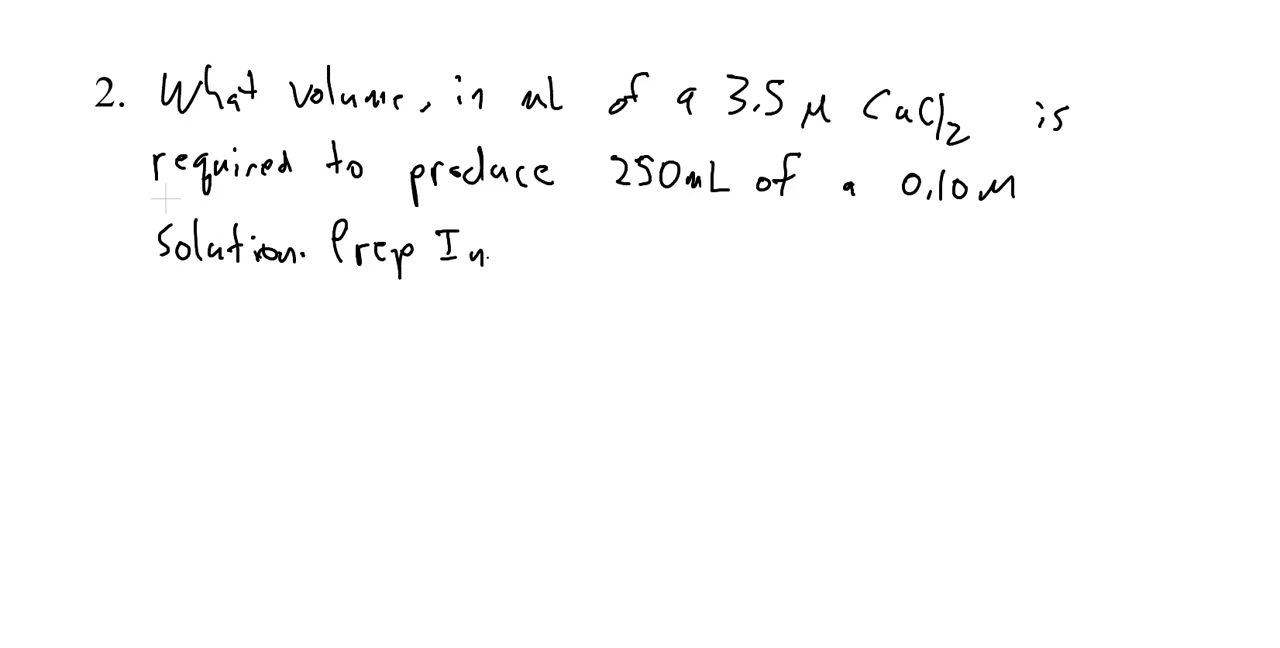 2. What volume, in mL of a 3.5 M CaCl₂ is
required to produce 250mL of a 0.10 M
solution. Prep In.